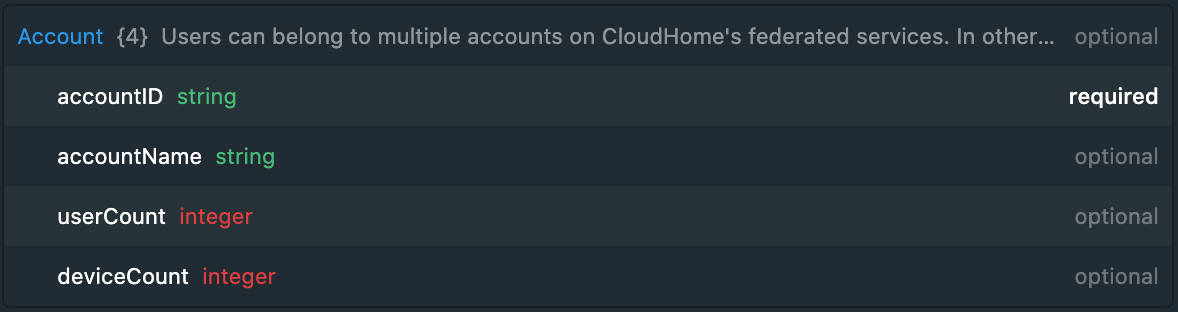 Account {4} Users can belong to multiple accounts on CloudHome's federated services. In other... optional
accountID string required
accountName string optional
userCount integer optional
deviceCount integer optional